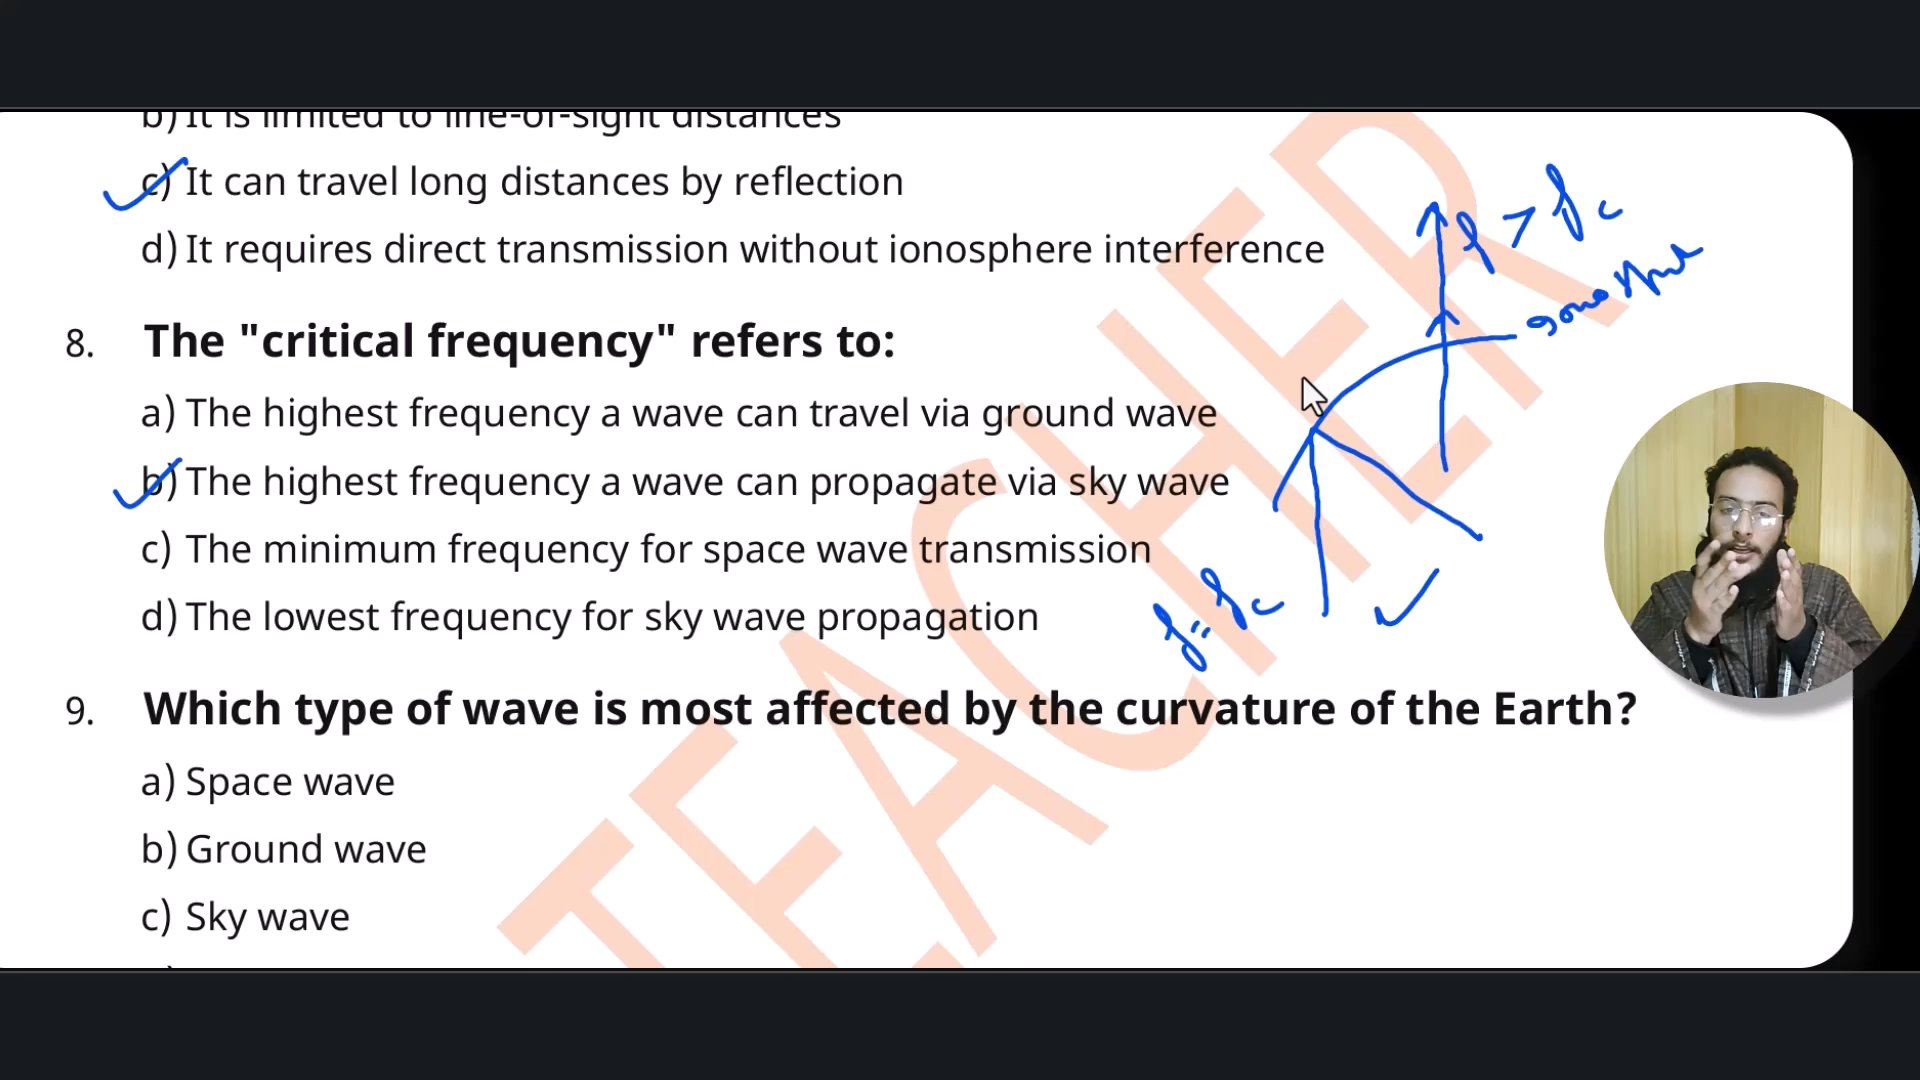 b) It is limited to line-of-sight distances
c) It can travel long distances by reflection
d) It requires direct transmission without ionosphere interference
f > fc
8. The "critical frequency" refers to:
a) The highest frequency a wave can travel via ground wave
b) The highest frequency a wave can propagate via sky wave
c) The minimum frequency for space wave transmission
d) The lowest frequency for sky wave propagation
f = fc
9. Which type of wave is most affected by the curvature of the Earth?
a) Space wave
b) Ground wave
c) Sky wave
TEACHER